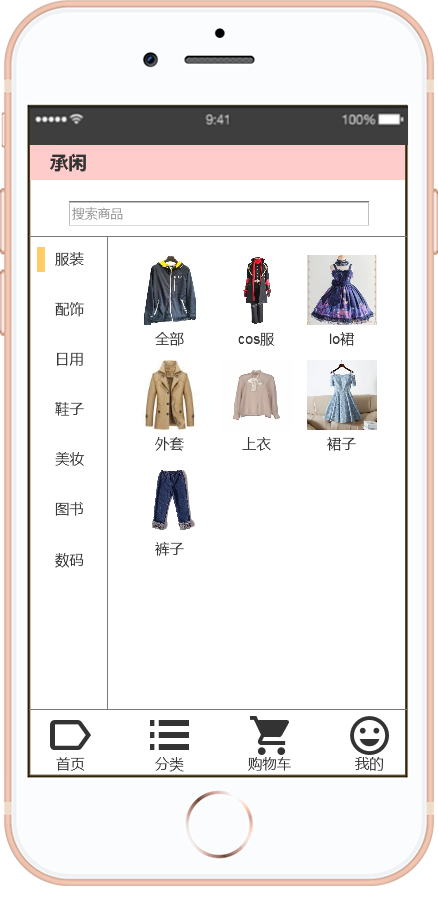 9:41
100%
承闲
搜索商品
服装
配饰
日用
鞋子
美妆
图书
数码
全部
cos服
lo裙
外套
上衣
裙子
裤子
首页
分类
购物车
我的